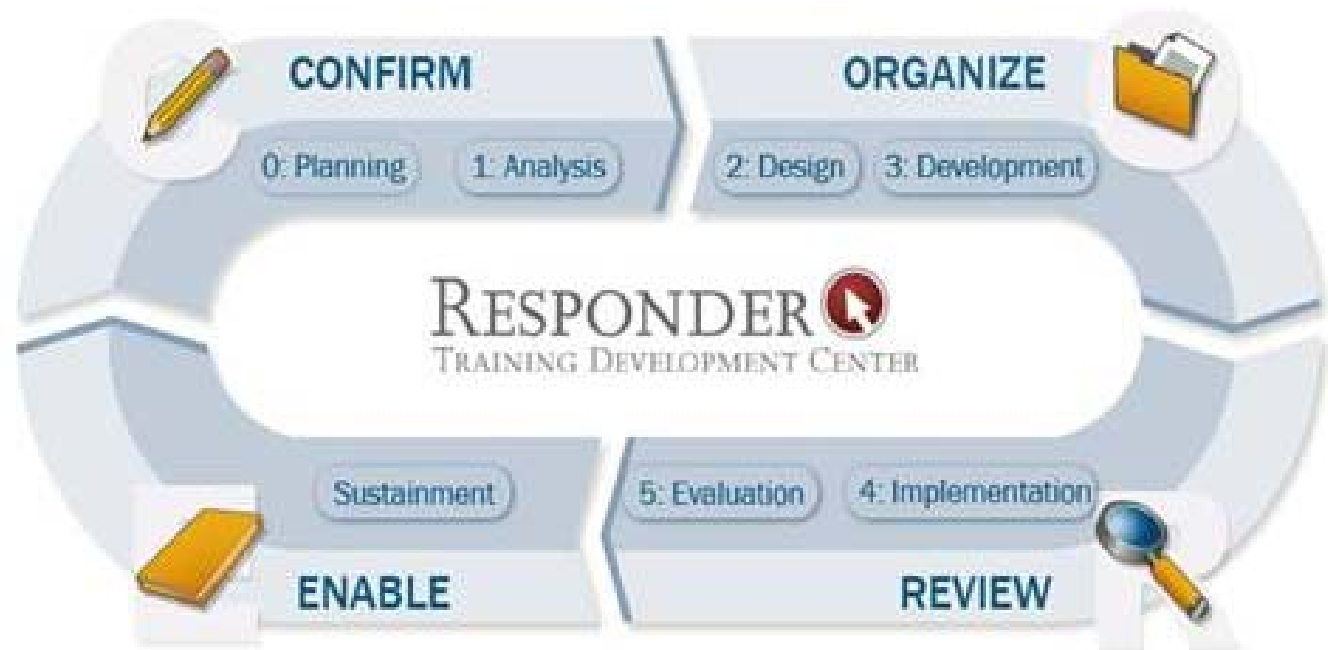 CONFIRM
ORGANIZE
0: Planning
1: Analysis
2: Design
3: Development
RESPONDER
TRAINING DEVELOPMENT CENTER
Sustainment
5: Evaluation
4: Implementation
ENABLE
REVIEW